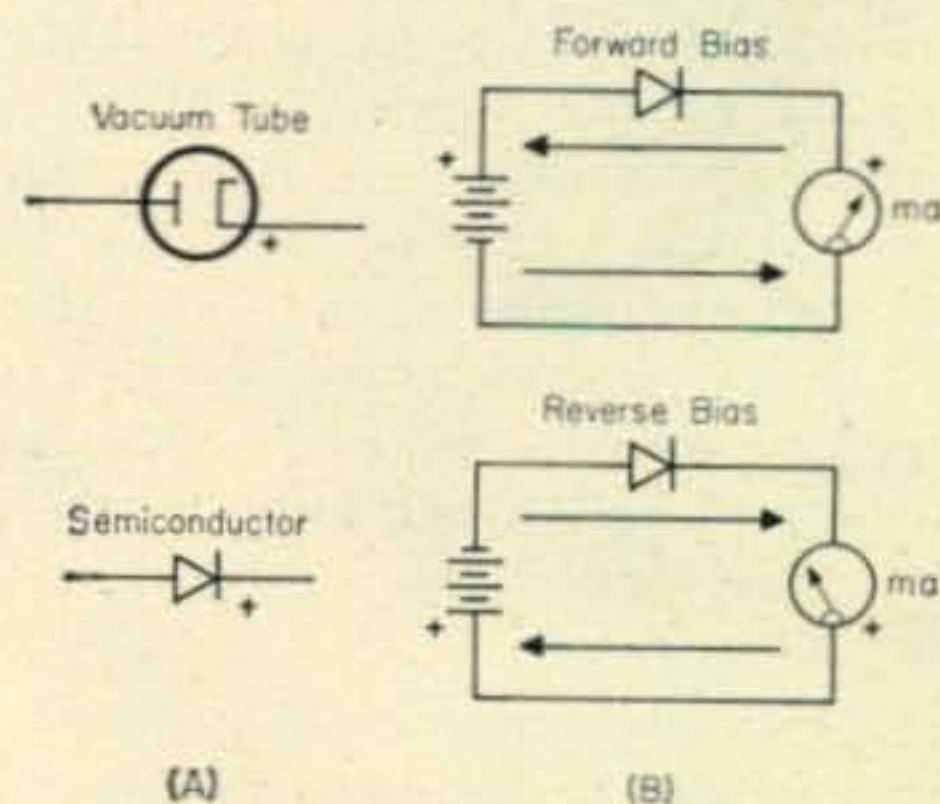 Forward Bias
Vacuum Tube
+
+
+
ma
Reverse Bias
Semiconductor
+
+
+
ma
(A)
(B)